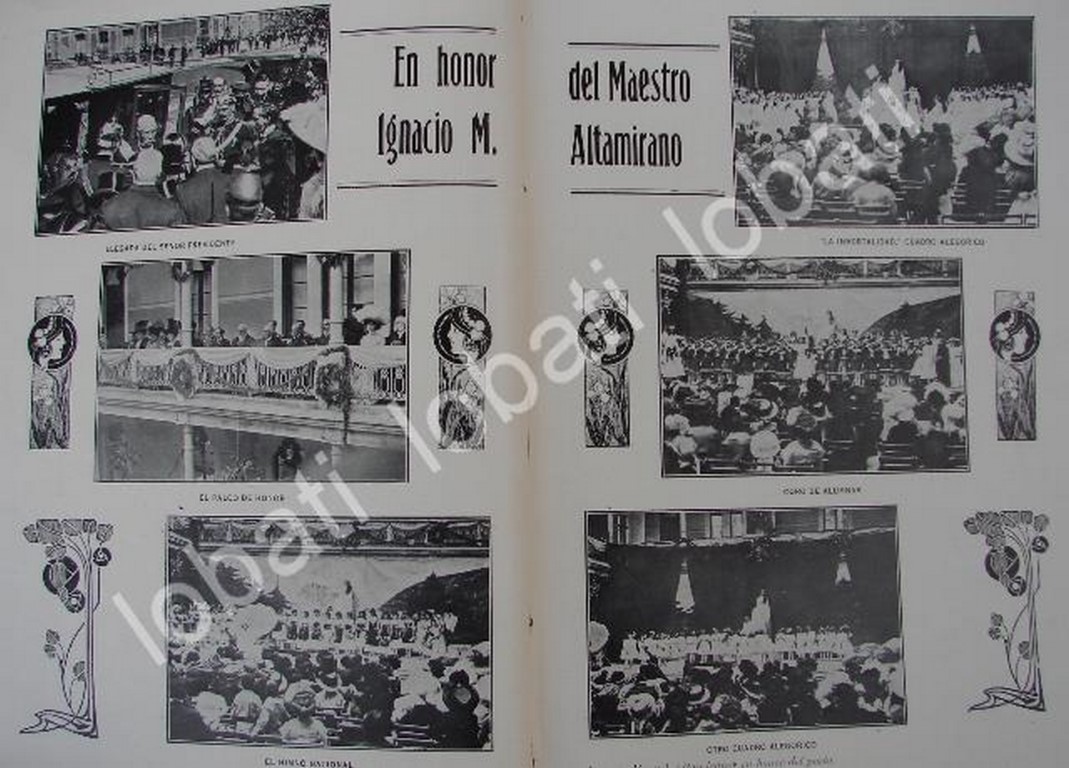 En honor del Maestro
Ignacio M. Altamirano
LLEGADA DEL SEÑOR PRESIDENTE
"LA INMORTALIDAD," CUADRO ALEGORICO
EL PALCO DE HONOR
CORO DE ALUMNAS
EL HIMNO NACIONAL
OTRO CUADRO ALEGORICO
lobati lobati lobati lobati lobati